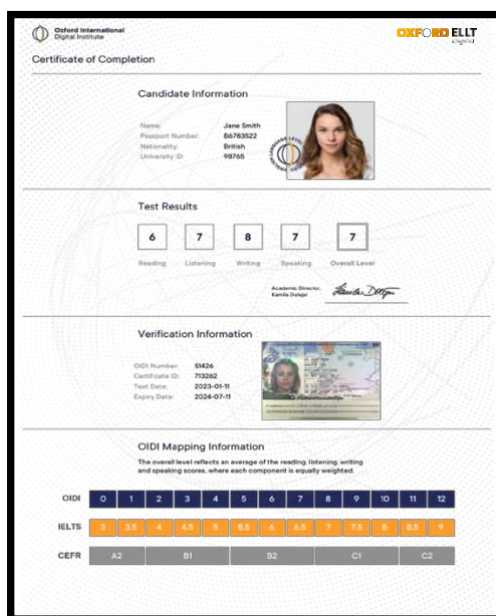 Oxford International
Digital Institute
OXFORD ELLT
digital
Certificate of Completion
Candidate Information
Name: Jane Smith
Passport Number: B6783522
Nationality: British
University ID: 98765
Test Results
6 7 8 7 7
Reading Listening Writing Speaking Overall Level
Academic Director,
Kamila Dolepa
Verification Information
OIDI Number: 51426
Certificate ID: 713262
Test Date: 2023-01-11
Expiry Date: 2024-07-11
OIDI Mapping Information
The overall level reflects an average of the reading, listening, writing
and speaking scores, where each component is equally weighted.
OIDI 0 1 2 3 4 5 6 7 8 9 10 11 12
IELTS 3 3.5 4 4.5 5 5.5 6 6.5 7 7.5 8 8.5 9
CEFR A2 B1 B2 C1 C2